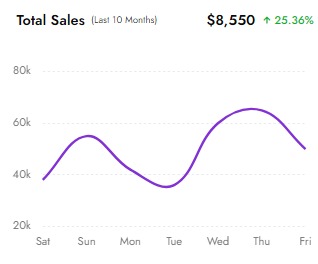 Total Sales (Last 10 Months) $8,550 ↑ 25.36%
80k
60k
40k
20k
Sat Sun Mon Tue Wed Thu Fri